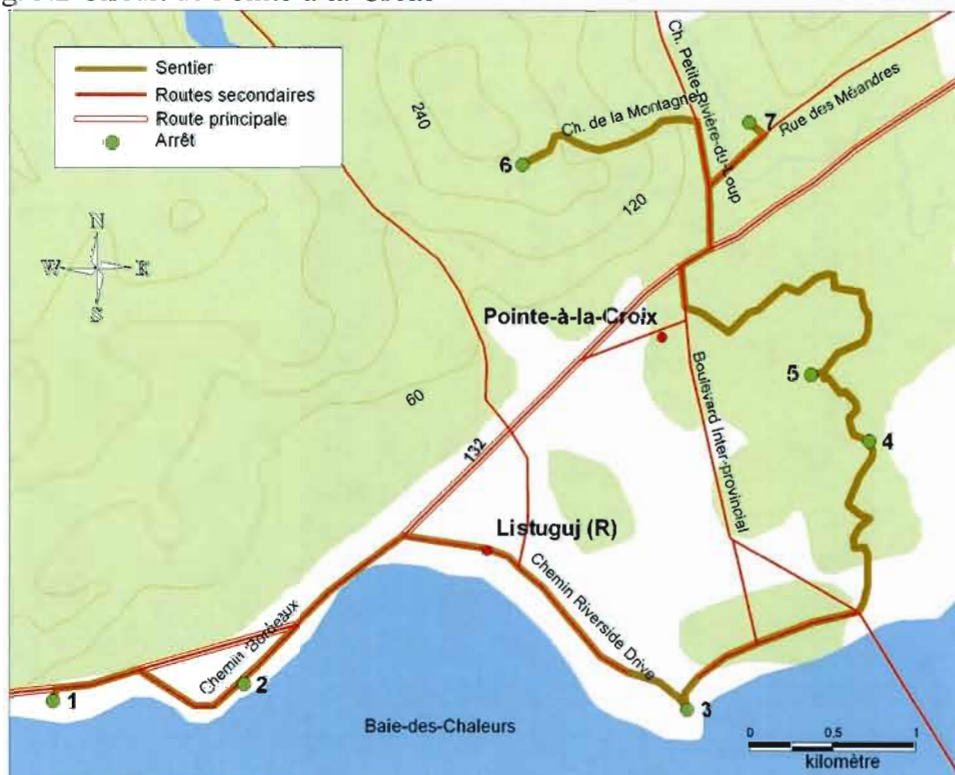 Sentier
Routes secondaires
Route principale
Arrêt
240
Ch. Petite-Rivière-du-Loup
Ch. de la Montagne
7
Rue des Méandres
6
120
N
W E
S
Pointe-à-la-Croix
5
60
Boulevard Inter-provincial
4
132
Listuguj (R)
Chemin Riverside Drive
Chemin Bordeaux
2
1
3
Baie-des-Chaleurs
0 0,5 1
kilomètre